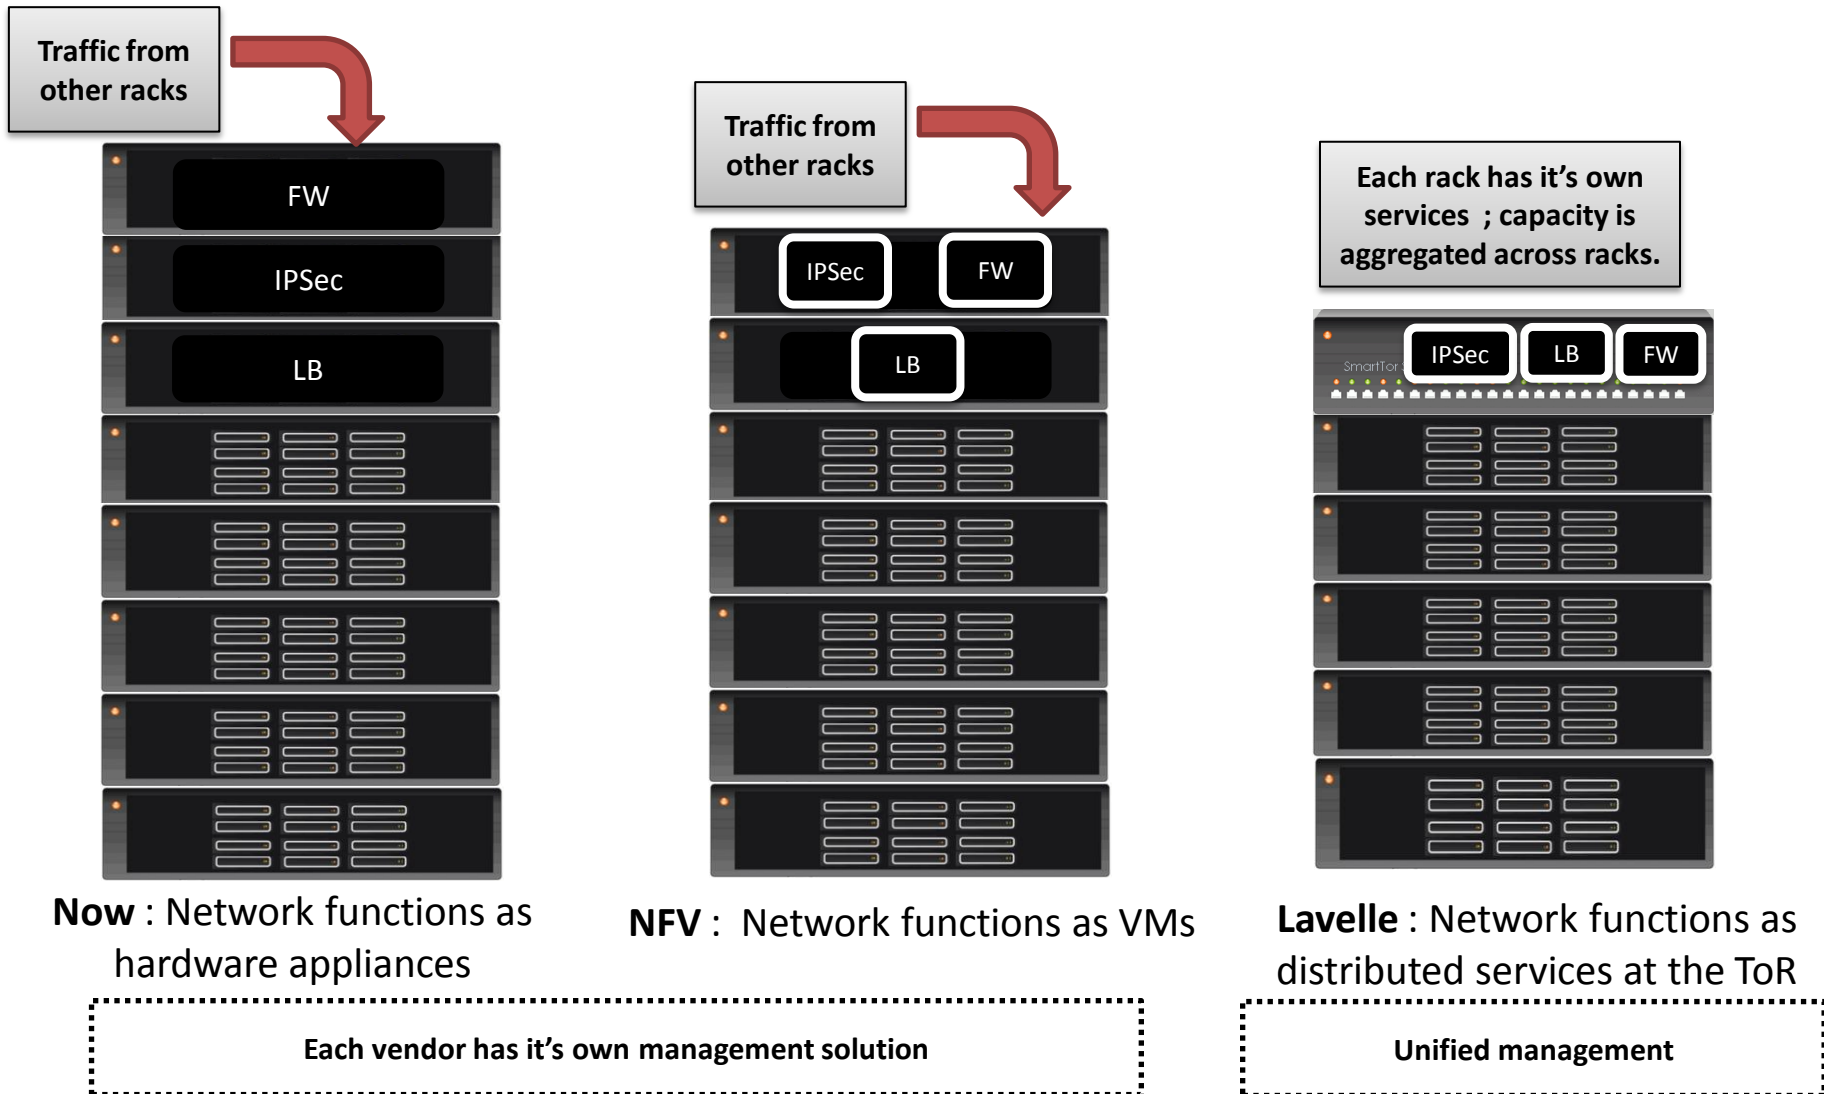 Traffic from
other racks
FW
IPSec
LB
Now : Network functions as
hardware appliances
Traffic from
other racks
IPSec
FW
LB
NFV :  Network functions as VMs
Each rack has it's own
services  ; capacity is
aggregated across racks.
SmartTor
IPSec
LB
FW
Lavelle : Network functions as
distributed services at the ToR
Each vendor has it's own management solution
Unified management